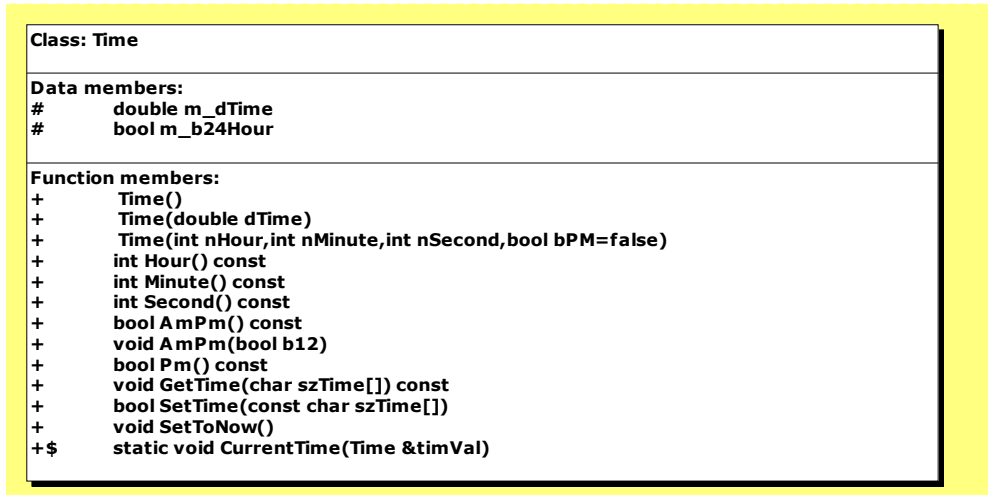 Class: Time
Data members:
# double m_dTime
# bool m_b24Hour
Function members:
+ Time()
+ Time(double dTime)
+ Time(int nHour,int nMinute,int nSecond,bool bPM=false)
+ int Hour() const
+ int Minute() const
+ int Second() const
+ bool AmPm() const
+ void AmPm(bool b12)
+ bool Pm() const
+ void GetTime(char szTime[]) const
+ bool SetTime(const char szTime[])
+ void SetToNow()
+$ static void CurrentTime(Time &timVal)